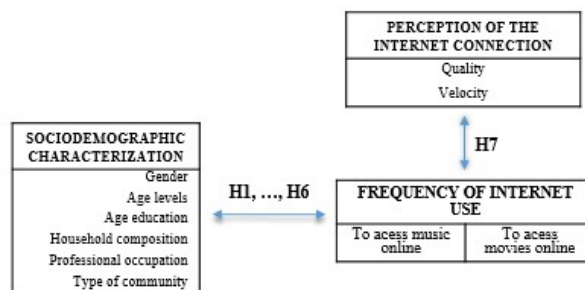 PERCEPTION OF THE
INTERNET CONNECTION
Quality
Velocity
SOCIODEMOGRAPHIC
CHARACTERIZATION
Gender
Age levels
Age education
Household composition
Professional occupation
Type of community
H1, ..., H6
H7
FREQUENCY OF INTERNET
USE
To acess music
online
To acess
movies online